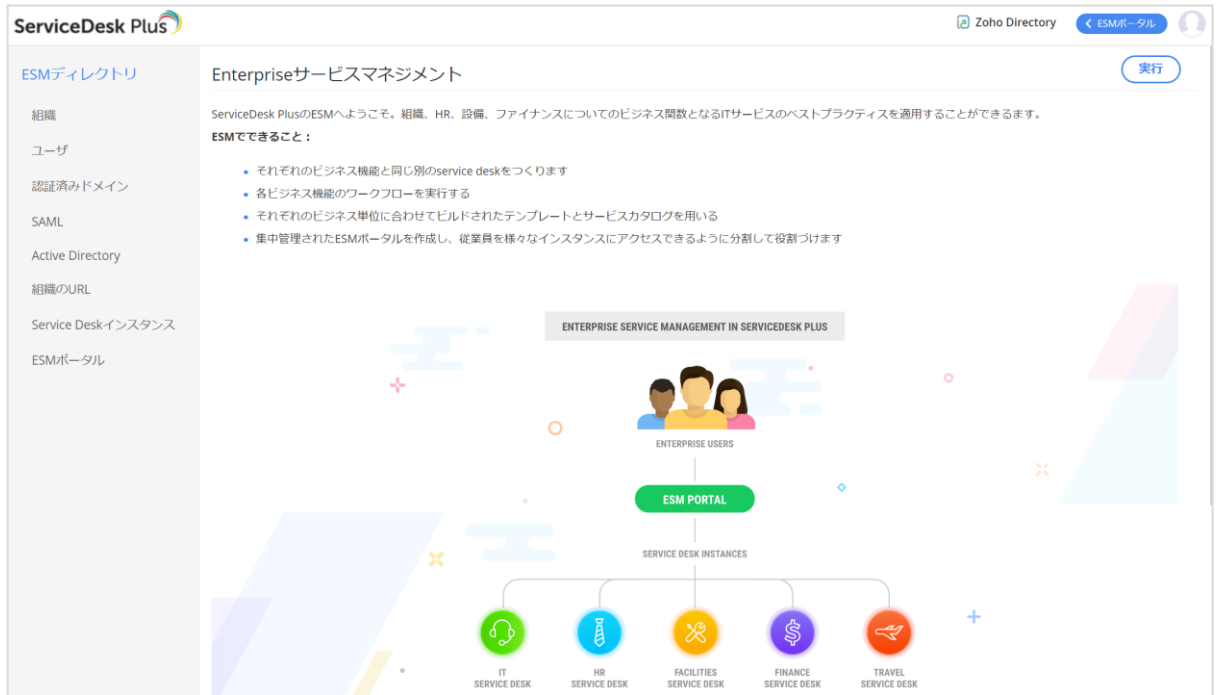 ServiceDesk Plus
Zoho Directory
ESMポータル
ESMディレクトリ
組織
ユーザ
認証済みドメイン
SAML
Active Directory
組織のURL
Service Deskインスタンス
ESMポータル
Enterpriseサービスマネジメント
実行
ServiceDesk PlusのESMへようこそ。組織、HR、設備、ファイナンスについてのビジネス関数となるITサービスのベストプラクティスを適用することができるます。
ESMでできること：
それぞれのビジネス機能と同じ別のservice deskをつくります
各ビジネス機能のワークフローを実行する
それぞれのビジネス単位に合わせてビルドされたテンプレートとサービスカタログを用いる
集中管理されたESMポータルを作成し、従業員を様々なインスタンスにアクセスできるように分割して役割づけます
ENTERPRISE SERVICE MANAGEMENT IN SERVICEDESK PLUS
ENTERPRISE USERS
ESM PORTAL
SERVICE DESK INSTANCES
IT
SERVICE DESK
HR
SERVICE DESK
FACILITIES
SERVICE DESK
FINANCE
SERVICE DESK
TRAVEL
SERVICE DESK